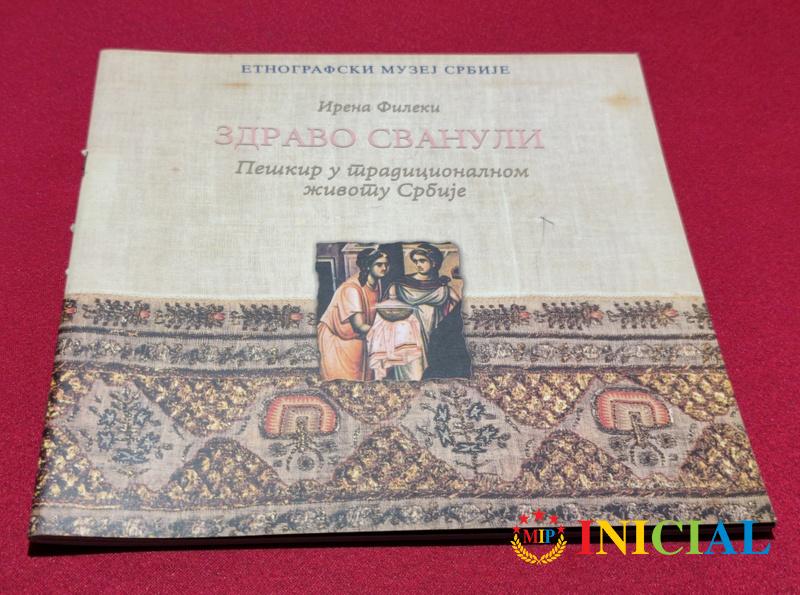 ЕТНОГРАФСКИ МУЗЕЈ СРБИЈЕ
Ирена Филеки
ЗДРАВО СВАНУЛИ
Пешкир у традиционалном
животу Србије
MIP
INICIAL